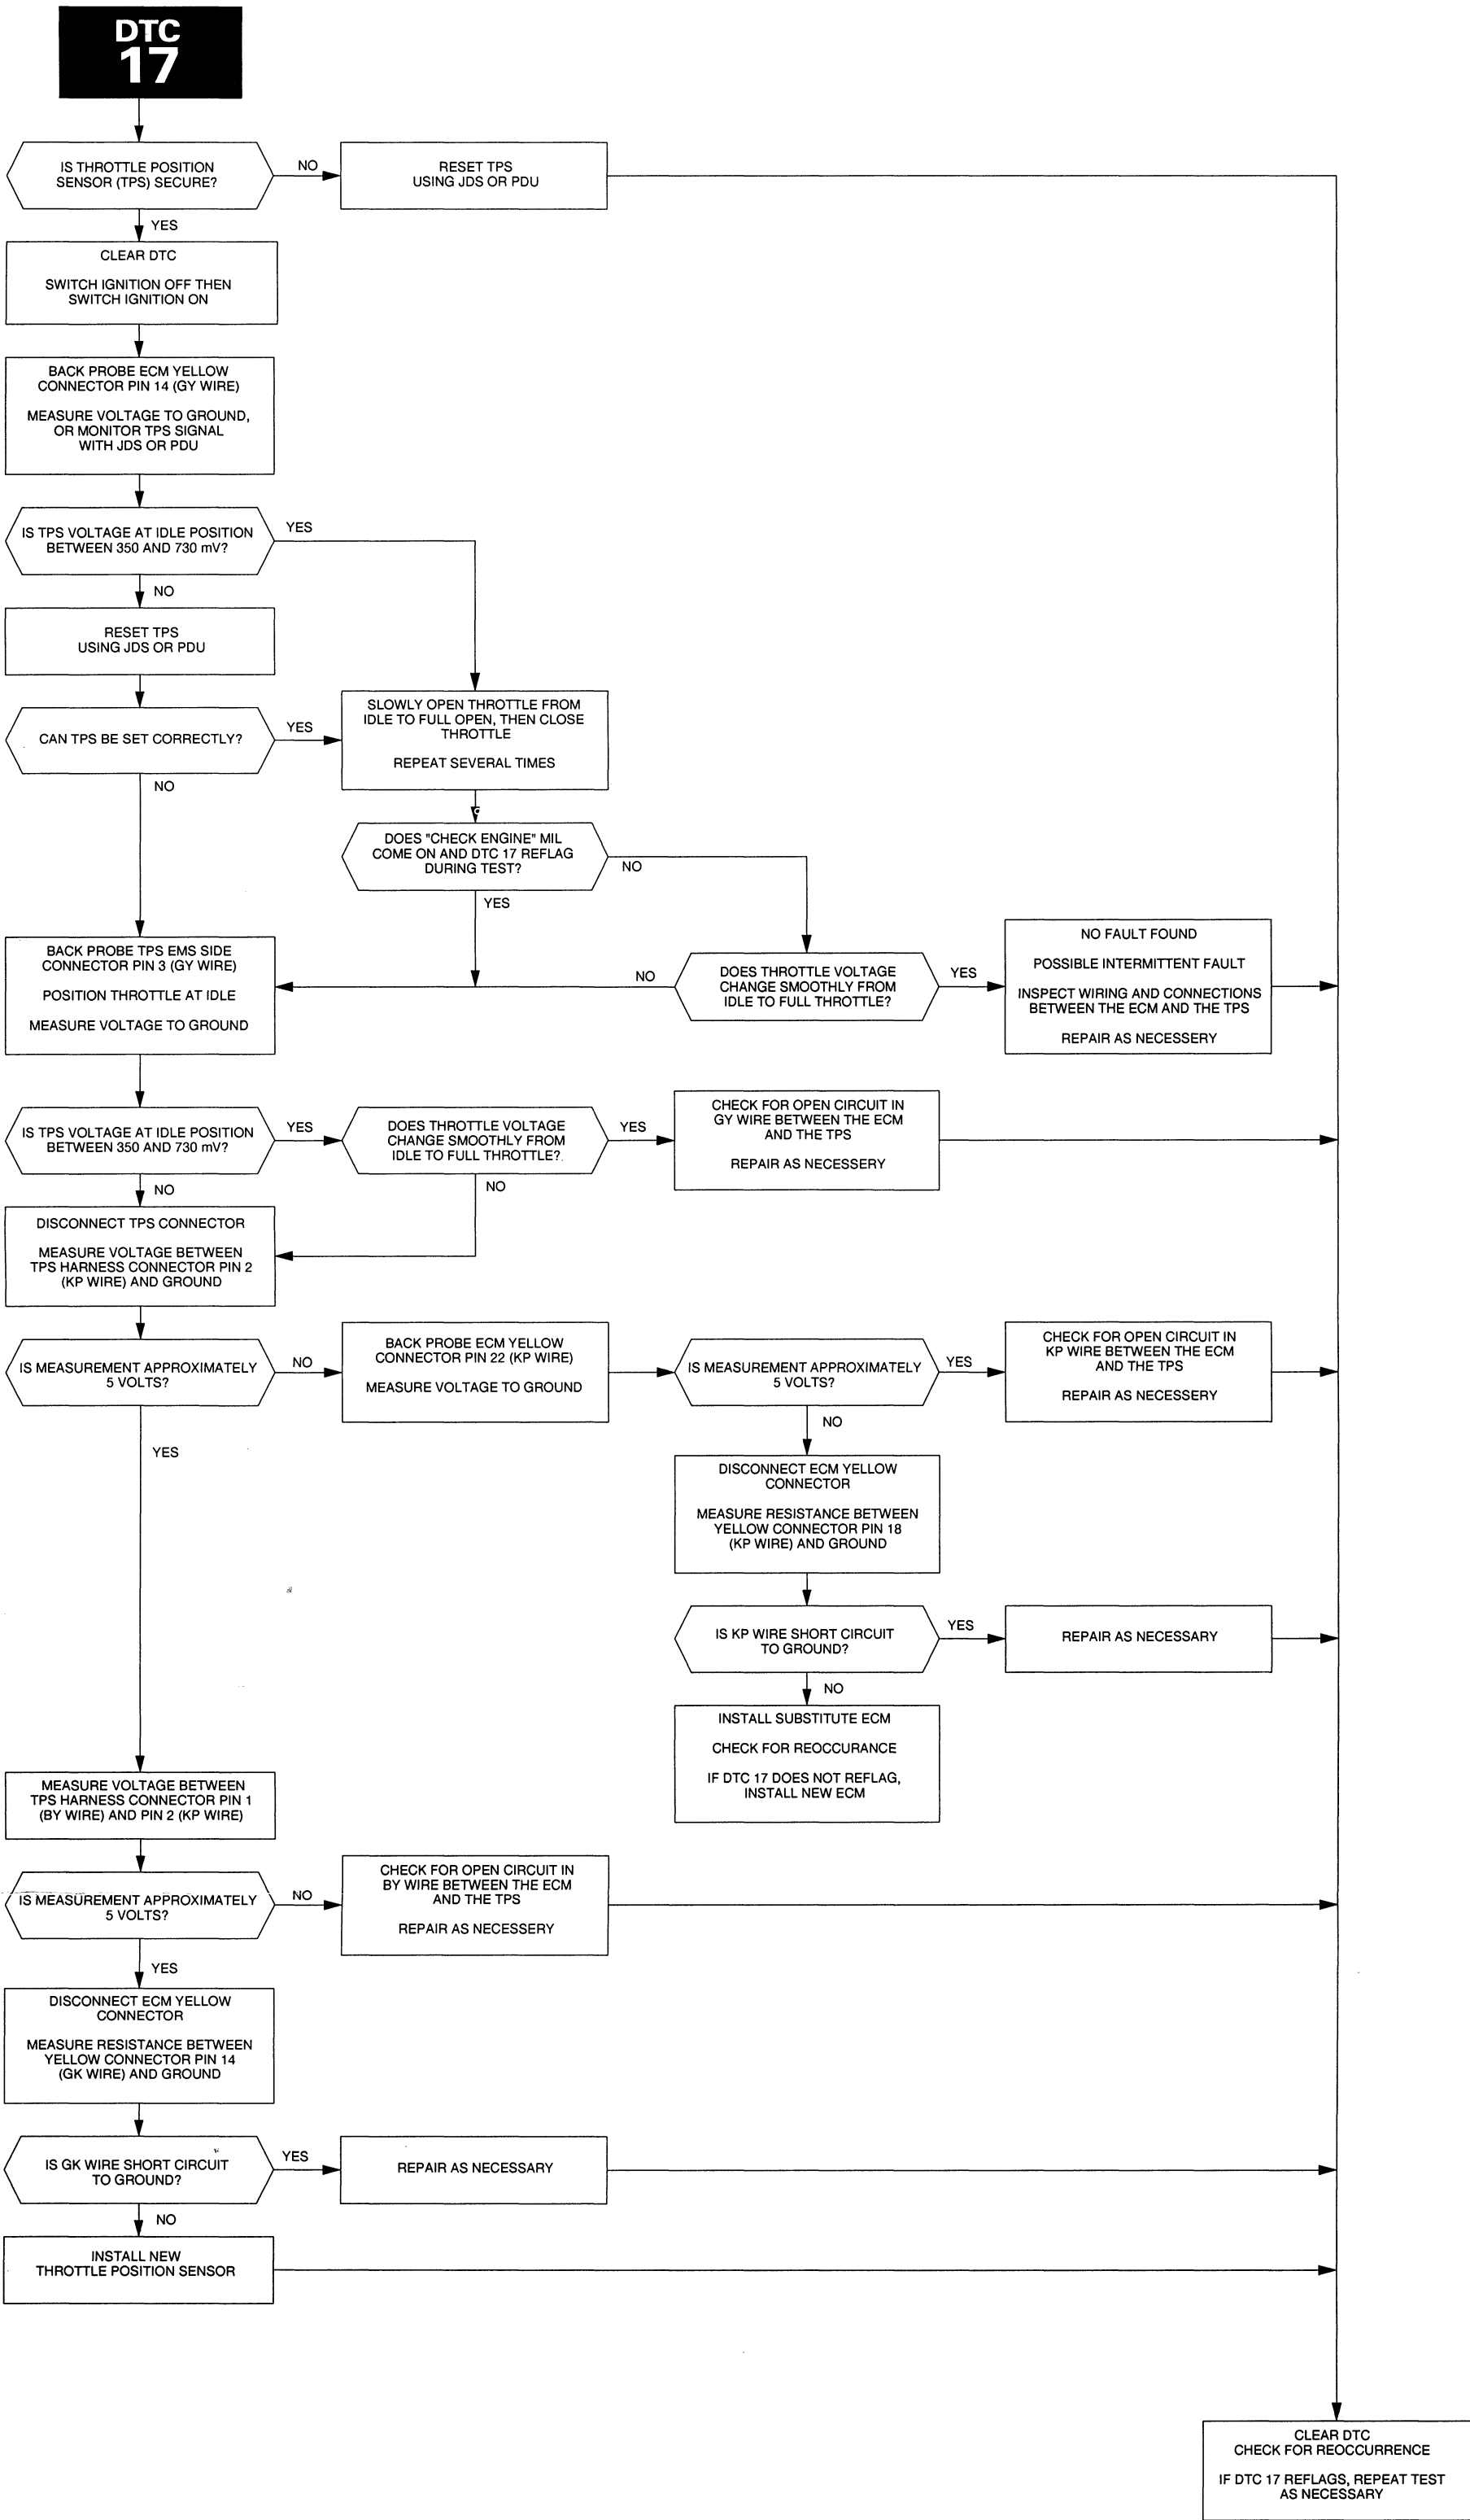 DTC
17
IS THROTTLE POSITION
SENSOR (TPS) SECURE?
NO
RESET TPS
USING JDS OR PDU
YES
CLEAR DTC
SWITCH IGNITION OFF THEN
SWITCH IGNITION ON
BACK PROBE ECM YELLOW
CONNECTOR PIN 14 (GY WIRE)
MEASURE VOLTAGE TO GROUND,
OR MONITOR TPS SIGNAL
WITH JDS OR PDU
IS TPS VOLTAGE AT IDLE POSITION
BETWEEN 350 AND 730 mV?
YES
NO
RESET TPS
USING JDS OR PDU
CAN TPS BE SET CORRECTLY?
YES
NO
SLOWLY OPEN THROTTLE FROM
IDLE TO FULL OPEN, THEN CLOSE
THROTTLE
REPEAT SEVERAL TIMES
DOES "CHECK ENGINE" MIL
COME ON AND DTC 17 REFLAG
DURING TEST?
NO
YES
BACK PROBE TPS EMS SIDE
CONNECTOR PIN 3 (GY WIRE)
POSITION THROTTLE AT IDLE
MEASURE VOLTAGE TO GROUND
NO
DOES THROTTLE VOLTAGE
CHANGE SMOOTHLY FROM
IDLE TO FULL THROTTLE?
YES
NO FAULT FOUND
POSSIBLE INTERMITTENT FAULT
INSPECT WIRING AND CONNECTIONS
BETWEEN THE ECM AND THE TPS
REPAIR AS NECESSERY
IS TPS VOLTAGE AT IDLE POSITION
BETWEEN 350 AND 730 mV?
YES
NO
DOES THROTTLE VOLTAGE
CHANGE SMOOTHLY FROM
IDLE TO FULL THROTTLE?
YES
NO
CHECK FOR OPEN CIRCUIT IN
GY WIRE BETWEEN THE ECM
AND THE TPS
REPAIR AS NECESSERY
DISCONNECT TPS CONNECTOR
MEASURE VOLTAGE BETWEEN
TPS HARNESS CONNECTOR PIN 2
(KP WIRE) AND GROUND
IS MEASUREMENT APPROXIMATELY
5 VOLTS?
NO
YES
BACK PROBE ECM YELLOW
CONNECTOR PIN 22 (KP WIRE)
MEASURE VOLTAGE TO GROUND
IS MEASUREMENT APPROXIMATELY
5 VOLTS?
YES
NO
CHECK FOR OPEN CIRCUIT IN
KP WIRE BETWEEN THE ECM
AND THE TPS
REPAIR AS NECESSERY
DISCONNECT ECM YELLOW
CONNECTOR
MEASURE RESISTANCE BETWEEN
YELLOW CONNECTOR PIN 18
(KP WIRE) AND GROUND
IS KP WIRE SHORT CIRCUIT
TO GROUND?
YES
NO
REPAIR AS NECESSARY
INSTALL SUBSTITUTE ECM
CHECK FOR REOCCURANCE
IF DTC 17 DOES NOT REFLAG,
INSTALL NEW ECM
MEASURE VOLTAGE BETWEEN
TPS HARNESS CONNECTOR PIN 1
(BY WIRE) AND PIN 2 (KP WIRE)
IS MEASUREMENT APPROXIMATELY
5 VOLTS?
NO
YES
CHECK FOR OPEN CIRCUIT IN
BY WIRE BETWEEN THE ECM
AND THE TPS
REPAIR AS NECESSERY
DISCONNECT ECM YELLOW
CONNECTOR
MEASURE RESISTANCE BETWEEN
YELLOW CONNECTOR PIN 14
(GK WIRE) AND GROUND
IS GK WIRE SHORT CIRCUIT
TO GROUND?
YES
NO
REPAIR AS NECESSARY
INSTALL NEW
THROTTLE POSITION SENSOR
CLEAR DTC
CHECK FOR REOCCURRENCE
IF DTC 17 REFLAGS, REPEAT TEST
AS NECESSARY